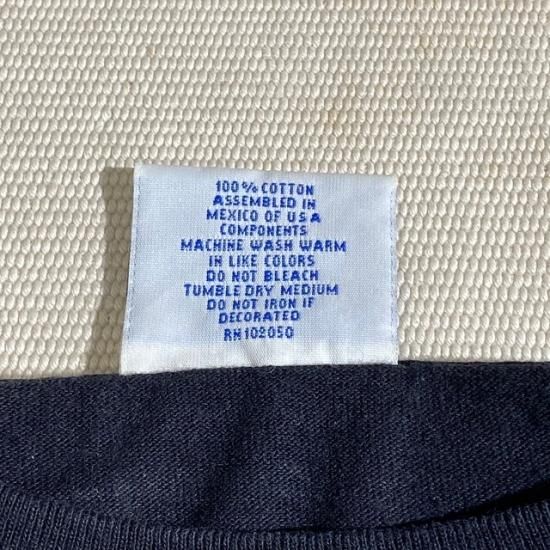 100% COTTON
ASSEMBLED IN
MEXICO OF USA
COMPONENTS
MACHINE WASH WARM
IN LIKE COLORS
DO NOT BLEACH
TUMBLE DRY MEDIUM
DO NOT IRON IF
DECORATED
RN102050